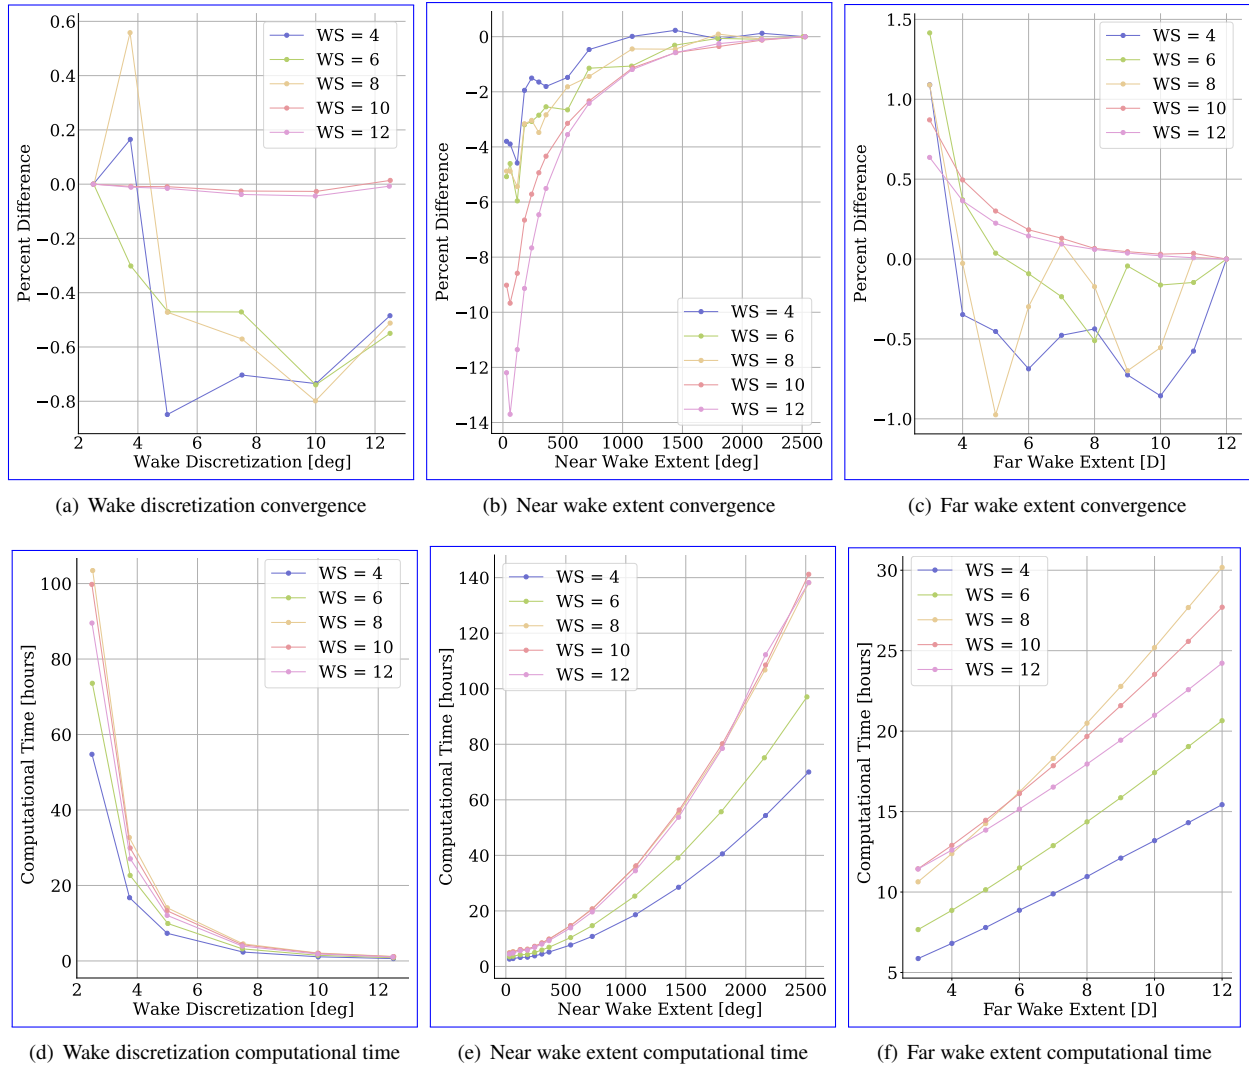 0.6
0.4
0.2
0.0
−0.2
−0.4
−0.6
−0.8
Percent Difference
WS = 4
WS = 6
WS = 8
WS = 10
WS = 12
2 4 6 8 10 12
Wake Discretization [deg]
(a) Wake discretization convergence
0
−2
−4
−6
−8
−10
−12
−14
Percent Difference
WS = 4
WS = 6
WS = 8
WS = 10
WS = 12
0 500 1000 1500 2000 2500
Near Wake Extent [deg]
(b) Near wake extent convergence
1.5
1.0
0.5
0.0
−0.5
−1.0
Percent Difference
WS = 4
WS = 6
WS = 8
WS = 10
WS = 12
4 6 8 10 12
Far Wake Extent [D]
(c) Far wake extent convergence
100
80
60
40
20
0
Computational Time [hours]
WS = 4
WS = 6
WS = 8
WS = 10
WS = 12
2 4 6 8 10 12
Wake Discretization [deg]
(d) Wake discretization computational time
140
120
100
80
60
40
20
0
Computational Time [hours]
WS = 4
WS = 6
WS = 8
WS = 10
WS = 12
0 500 1000 1500 2000 2500
Near Wake Extent [deg]
(e) Near wake extent computational time
30
25
20
15
10
5
Computational Time [hours]
WS = 4
WS = 6
WS = 8
WS = 10
WS = 12
4 6 8 10 12
Far Wake Extent [D]
(f) Far wake extent computational time